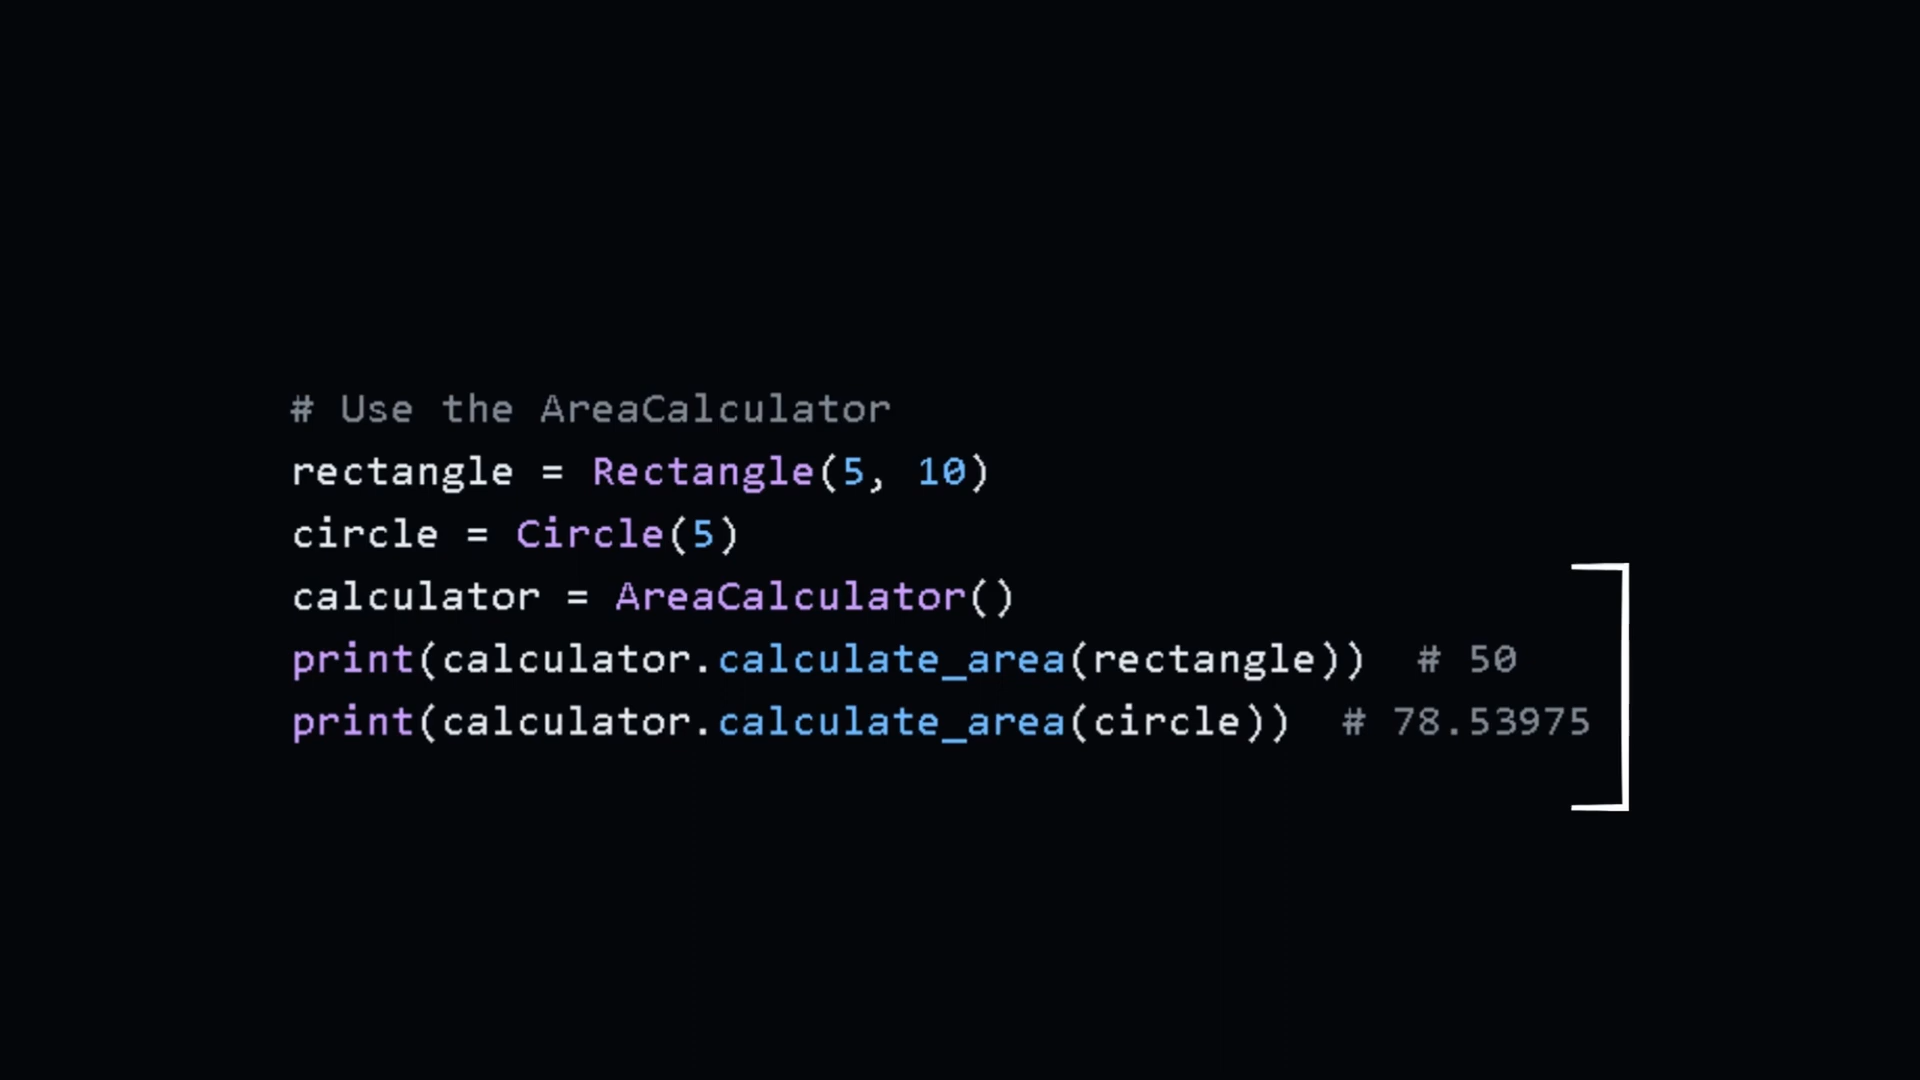 # Use the AreaCalculator
rectangle = Rectangle(5, 10)
circle = Circle(5)
calculator = AreaCalculator()
print(calculator.calculate_area(rectangle))  # 50
print(calculator.calculate_area(circle))  # 78.53975